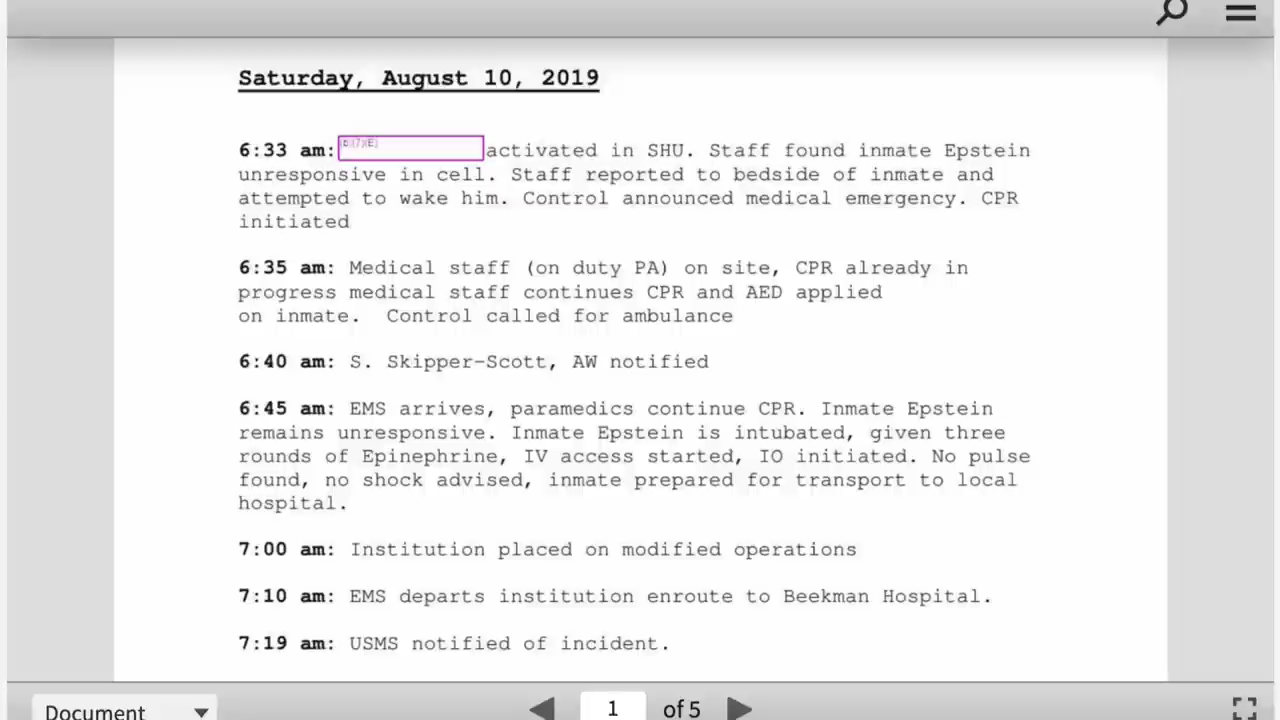 Saturday, August 10, 2019
6:33 am: (b)(7)(E) activated in SHU. Staff found inmate Epstein
unresponsive in cell. Staff reported to bedside of inmate and
attempted to wake him. Control announced medical emergency. CPR
initiated
6:35 am: Medical staff (on duty PA) on site, CPR already in
progress medical staff continues CPR and AED applied
on inmate.  Control called for ambulance
6:40 am: S. Skipper-Scott, AW notified
6:45 am: EMS arrives, paramedics continue CPR. Inmate Epstein
remains unresponsive. Inmate Epstein is intubated, given three
rounds of Epinephrine, IV access started, IO initiated. No pulse
found, no shock advised, inmate prepared for transport to local
hospital.
7:00 am: Institution placed on modified operations
7:10 am: EMS departs institution enroute to Beekman Hospital.
7:19 am: USMS notified of incident.
Document 1 of 5